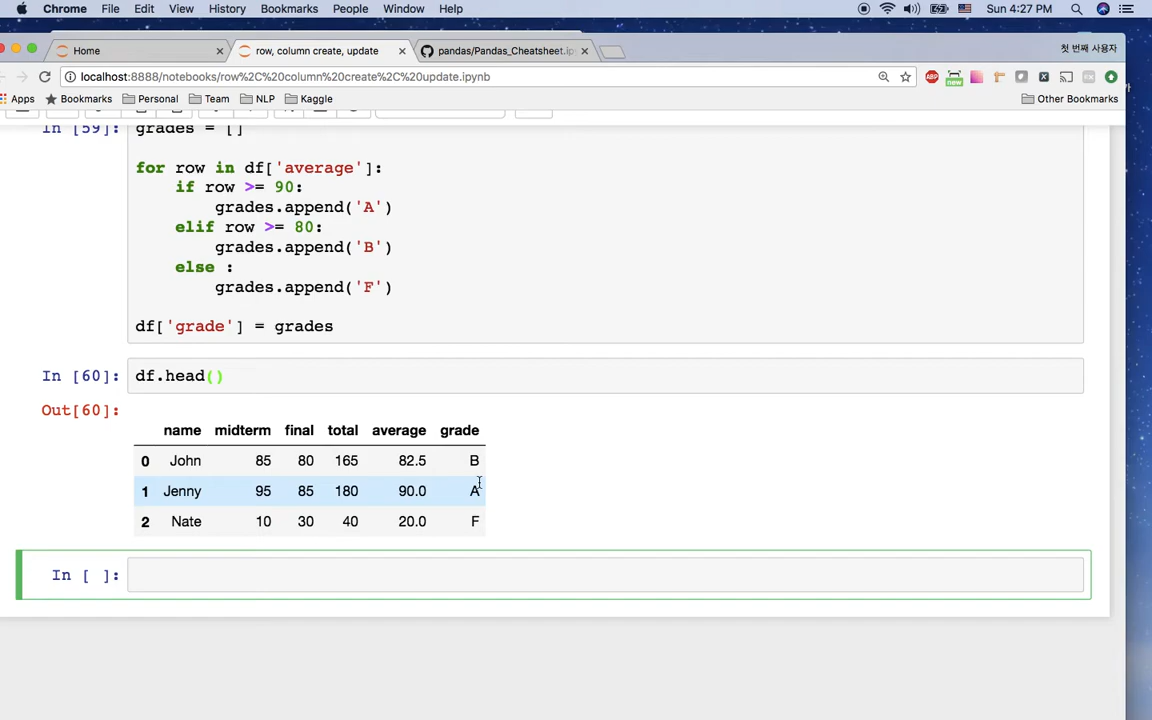 Chrome File Edit View History Bookmarks People Window Help Sun 4:27 PM
Home row, column create, update pandas/Pandas_Cheatsheet.ip 첫 번째 사용자
localhost:8888/notebooks/row%2C%20column%20create%2C%20update.ipynb ABP new
Apps Bookmarks Personal Team NLP Kaggle Other Bookmarks
In [59]: grades = []
for row in df['average']:
if row >= 90:
grades.append('A')
elif row >= 80:
grades.append('B')
else :
grades.append('F')
df['grade'] = grades
In [60]: df.head()
Out[60]:
name midterm final total average grade
0 John 85 80 165 82.5 B
1 Jenny 95 85 180 90.0 A
2 Nate 10 30 40 20.0 F
In [ ]: